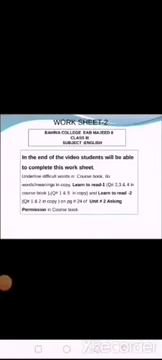 WORK SHEET-2
BAHRIA-COLLEGE EAB MAJEED II
CLASS-III
SUBJECT :ENGLISH
In the end of the video students will be able
to complete this work sheet.
Underline difficult words in Course book, do
words/meanings in copy, Learn to read-1 (Q# 2,3 & 4 in
course book ),(Q# 1 & 5 in copy) and Learn to read -2
(Q# 1 & 2 in copy ) on pg # 24 of Unit # 2 Asking
Permission in Course book